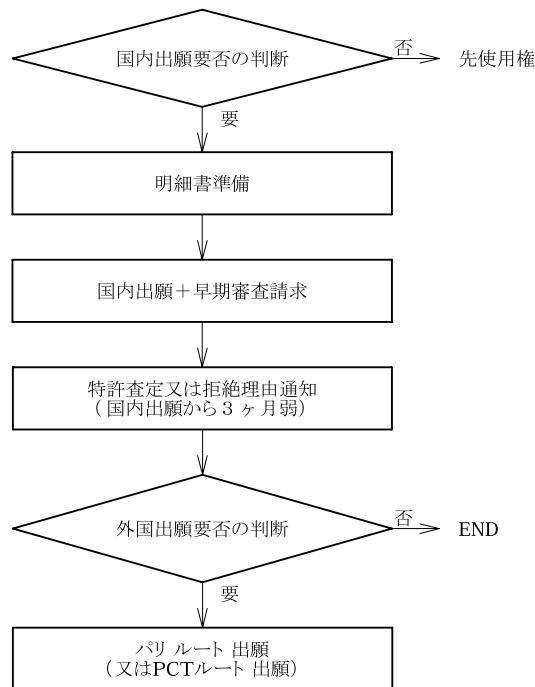 国内出願要否の判断
否
先使用権
要
明細書準備
国内出願+早期審査請求
特許査定又は拒絶理由通知
(国内出願から3ヶ月弱)
外国出願要否の判断
否
END
要
パリルート出願
(又はPCTルート出願)